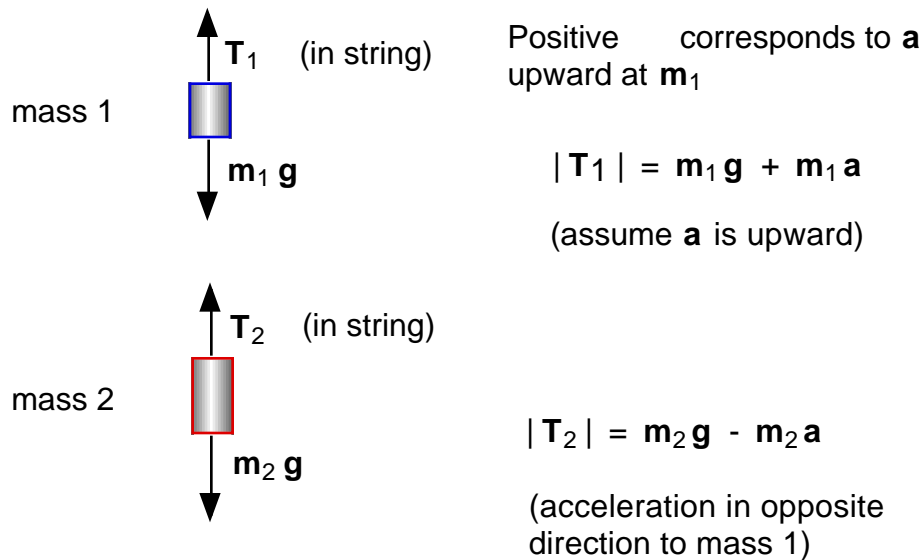 T1 (in string)
Positive corresponds to a
upward at m1
mass 1
m1 g
| T1 | = m1 g + m1 a
(assume a is upward)
T2 (in string)
mass 2
m2 g
| T2 | = m2 g - m2 a
(acceleration in opposite
direction to mass 1)